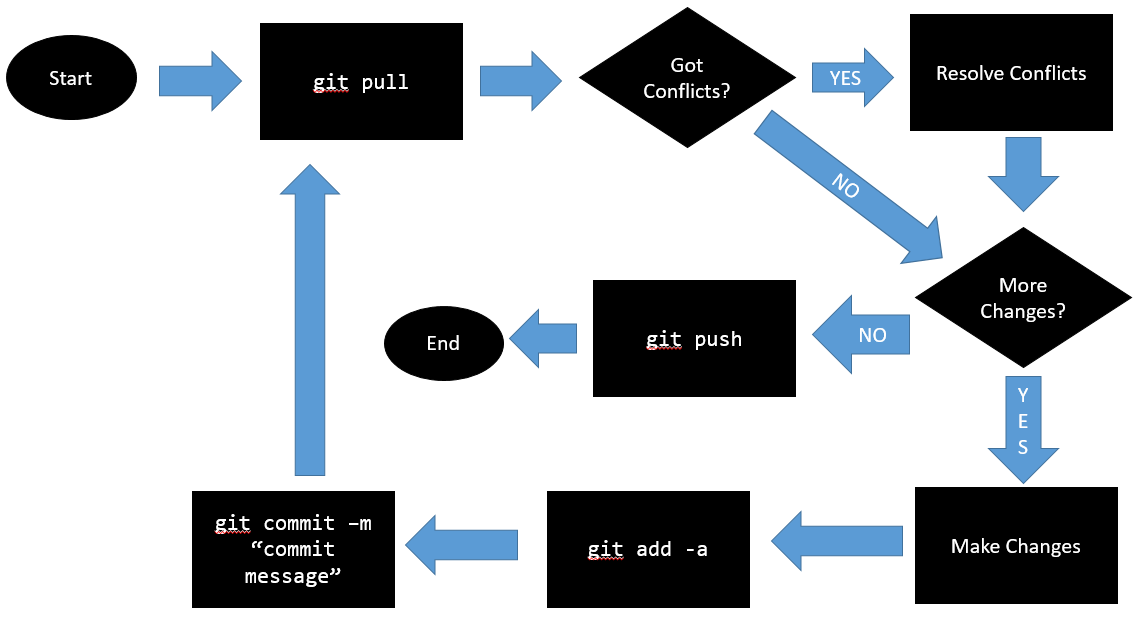 Start
git pull
Got
Conflicts?
YES
Resolve Conflicts
NO
More
Changes?
NO
git push
End
Y
E
S
Make Changes
git add -a
git commit –m
“commit
message”